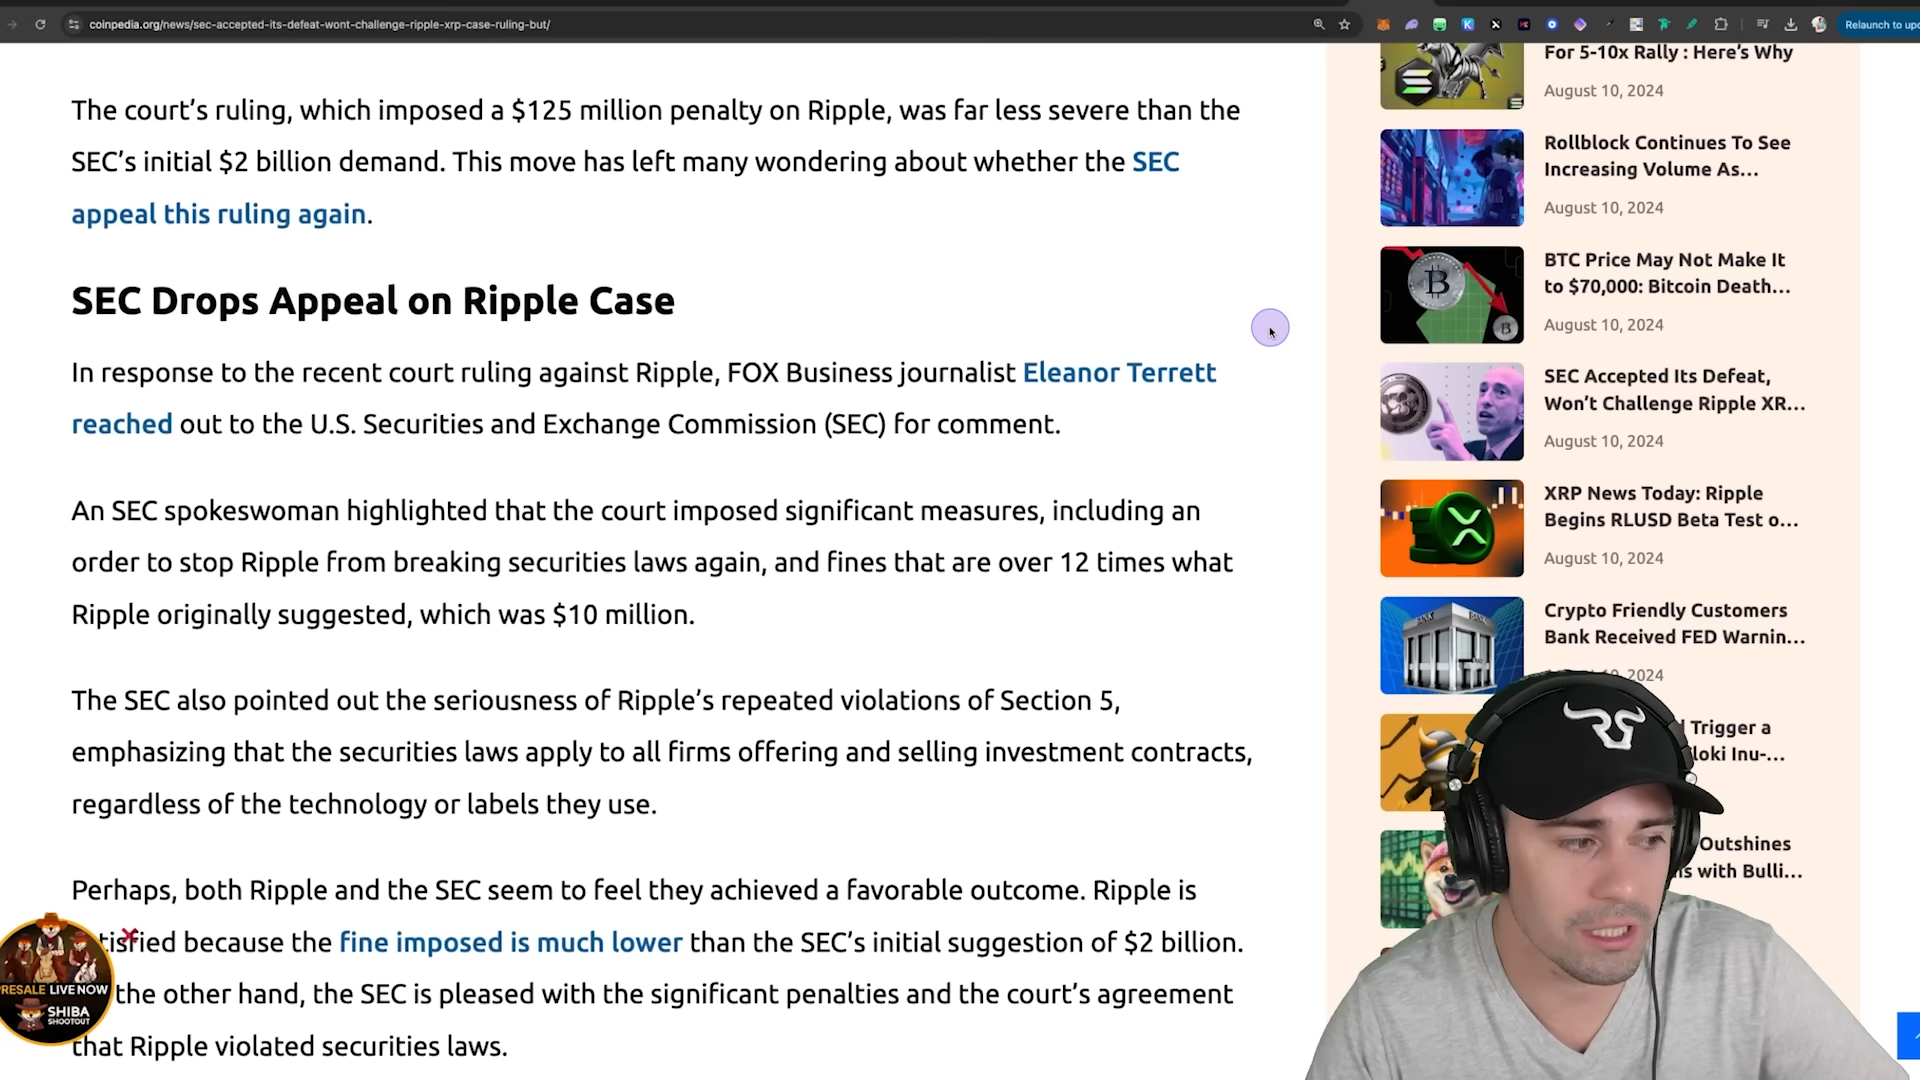 coinpedia.org/news/sec-accepted-its-defeat-wont-challenge-ripple-xrp-case-ruling-but/
Relaunch to up
The court’s ruling, which imposed a $125 million penalty on Ripple, was far less severe than the
SEC’s initial $2 billion demand. This move has left many wondering about whether the SEC
appeal this ruling again.
SEC Drops Appeal on Ripple Case
In response to the recent court ruling against Ripple, FOX Business journalist Eleanor Terrett
reached out to the U.S. Securities and Exchange Commission (SEC) for comment.
An SEC spokeswoman highlighted that the court imposed significant measures, including an
order to stop Ripple from breaking securities laws again, and fines that are over 12 times what
Ripple originally suggested, which was $10 million.
The SEC also pointed out the seriousness of Ripple’s repeated violations of Section 5,
emphasizing that the securities laws apply to all firms offering and selling investment contracts,
regardless of the technology or labels they use.
Perhaps, both Ripple and the SEC seem to feel they achieved a favorable outcome. Ripple is
because the fine imposed is much lower than the SEC’s initial suggestion of $2 billion.
the other hand, the SEC is pleased with the significant penalties and the court’s agreement
that Ripple violated securities laws.
RESALE LIVE NOW
SHIBA
SHOOTOUT
For 5-10x Rally : Here’s Why
August 10, 2024
Rollblock Continues To See
Increasing Volume As...
August 10, 2024
BTC Price May Not Make It
to $70,000: Bitcoin Death...
August 10, 2024
SEC Accepted Its Defeat,
Won’t Challenge Ripple XR...
August 10, 2024
XRP News Today: Ripple
Begins RLUSD Beta Test o...
August 10, 2024
BANK
Crypto Friendly Customers
Bank Received FED Warnin...
2024
Trigger a
loki Inu-...
Outshines
with Bulli...